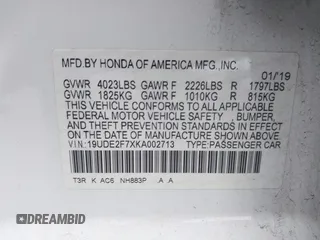 MFD.BY HONDA OF AMERICA MFG.,INC.
01/19
GVWR 4023LBS GAWR F 2226LBS R 1797LBS
GVWR 1825KG GAWR F 1010KG R 815KG
THIS VEHICLE CONFORMS TO ALL APPLICABLE
FEDERAL MOTOR VEHICLE SAFETY, BUMPER,
AND THEFT PREVENTION STANDARDS IN EFFECT
ON THE DATE OF MANUFACTURE SHOWN ABOVE.
VIN:19UDE2F7XKA002713 TYPE:PASSENGER CAR
T3R K AC6 NH883P A A
DREAMBID